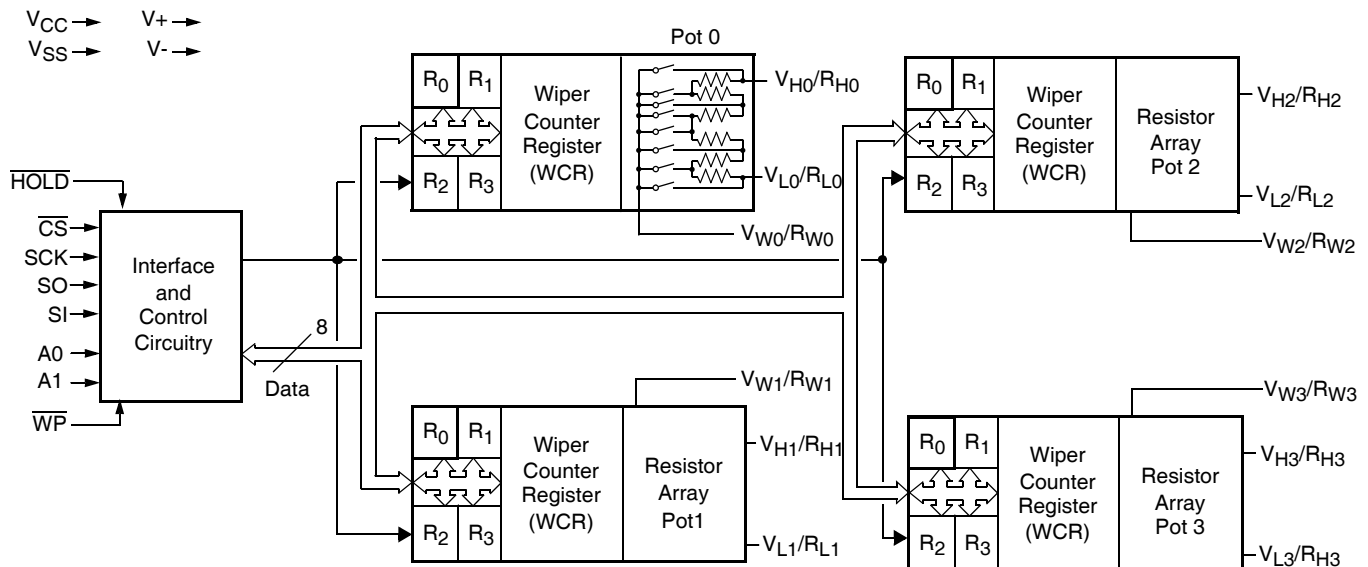 VCC V+
VSS V-
HOLD
CS
SCK
SO
SI
A0
A1
WP
Interface
and
Control
Circuitry
8
Data
Pot 0
R0 R1
R2 R3
Wiper
Counter
Register
(WCR)
VH0/RH0
VL0/RL0
VW0/RW0
R0 R1
R2 R3
Wiper
Counter
Register
(WCR)
Resistor
Array
Pot 2
VH2/RH2
VL2/RL2
VW2/RW2
VW1/RW1
R0 R1
R2 R3
Wiper
Counter
Register
(WCR)
Resistor
Array
Pot1
VH1/RH1
VL1/RL1
VW3/RW3
R0 R1
R2 R3
Wiper
Counter
Register
(WCR)
Resistor
Array
Pot 3
VH3/RH3
VL3/RH3